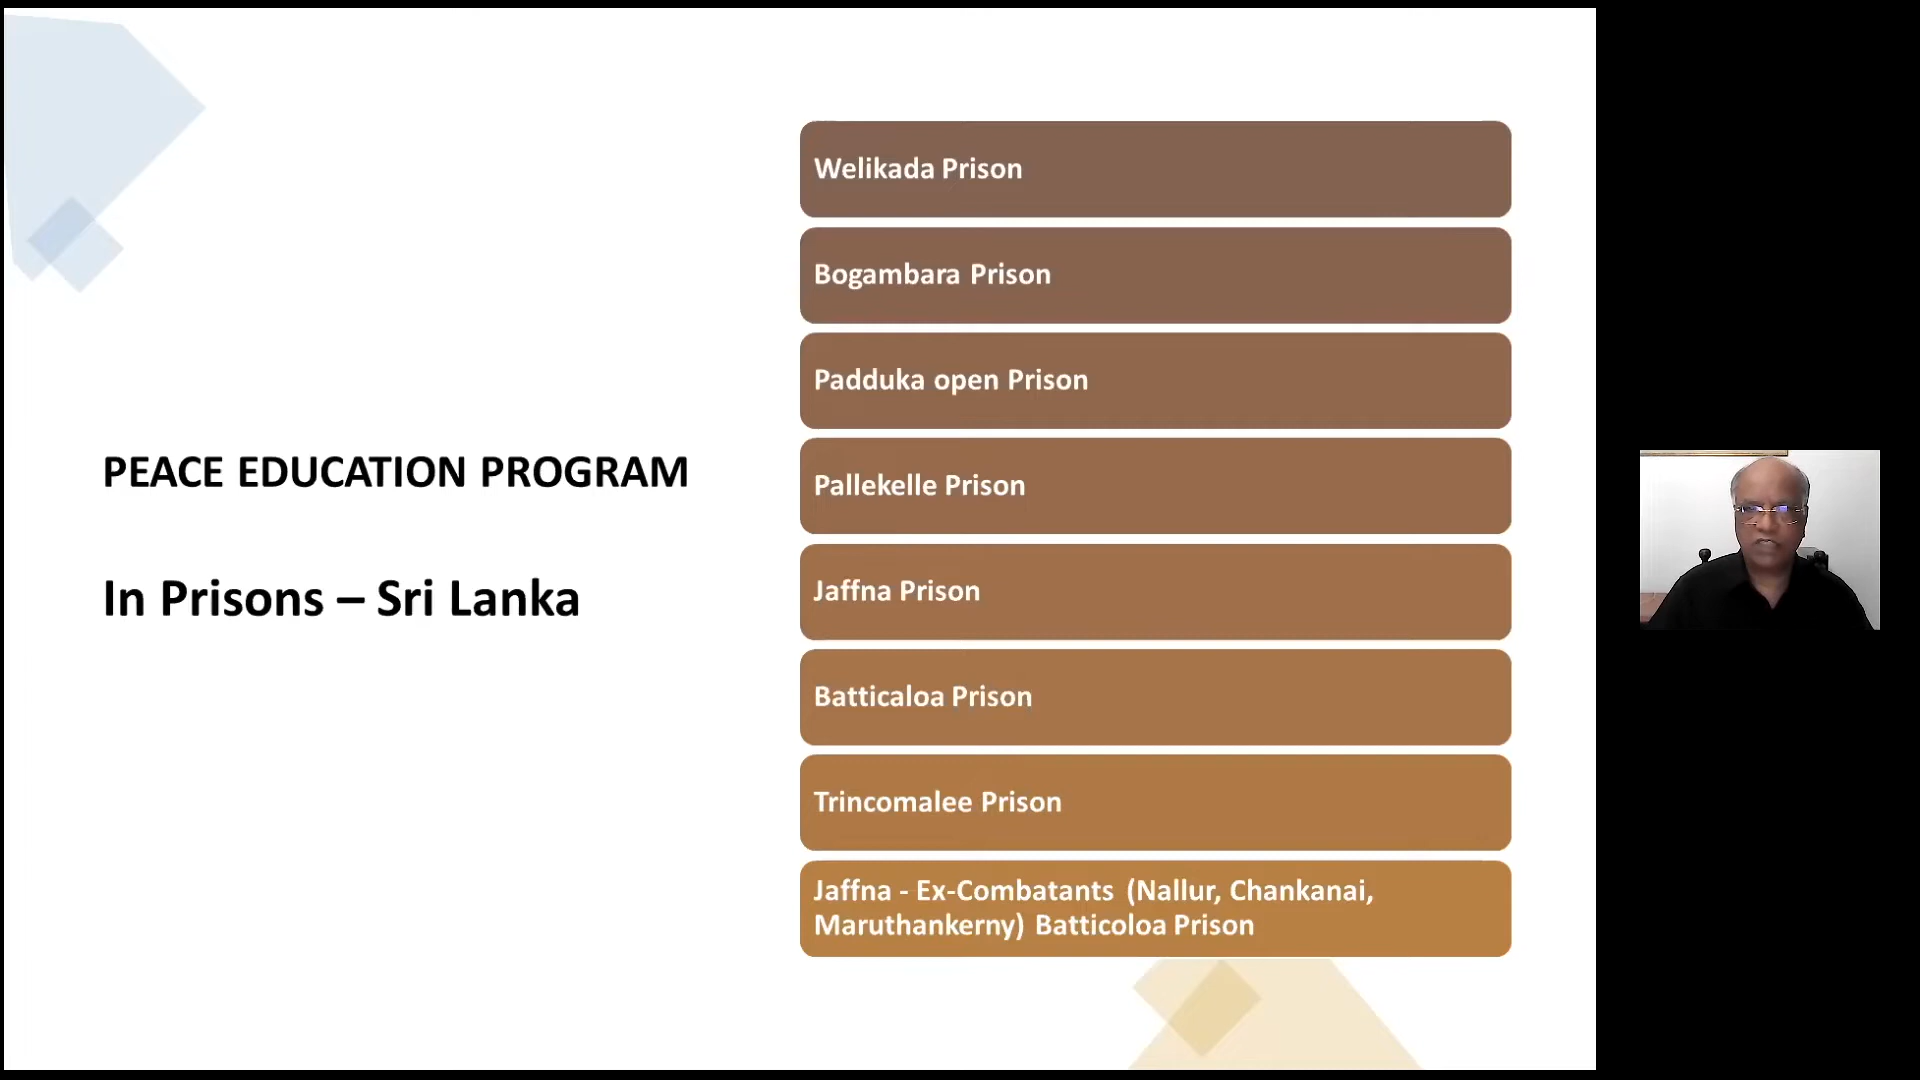 PEACE EDUCATION PROGRAM
In Prisons – Sri Lanka
Welikada Prison
Bogambara Prison
Padduka open Prison
Pallekelle Prison
Jaffna Prison
Batticaloa Prison
Trincomalee Prison
Jaffna - Ex-Combatants (Nallur, Chankanai,
Maruthankerny) Batticoloa Prison